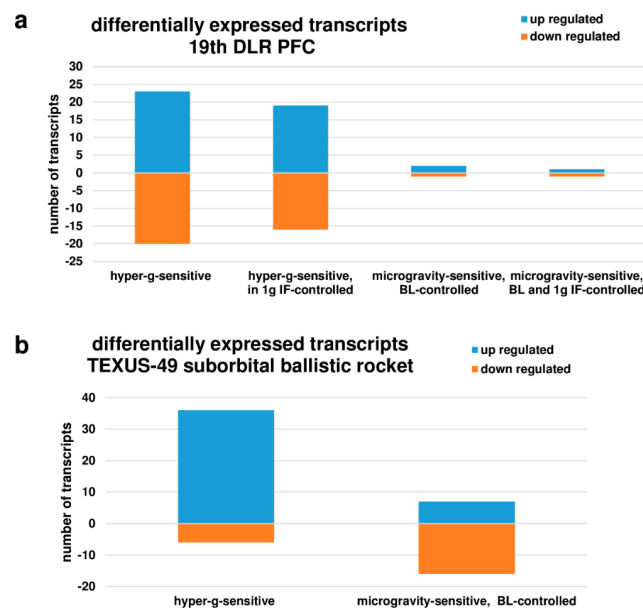 a
differentially expressed transcripts
19th DLR PFC
up regulated
down regulated
number of transcripts
30
25
20
15
10
5
0
-5
-10
-15
-20
-25
hyper-g-sensitive
hyper-g-sensitive,
in 1g IF-controlled
microgravity-sensitive,
BL-controlled
microgravity-sensitive,
BL and 1g IF-controlled
b
differentially expressed transcripts
TEXUS-49 suborbital ballistic rocket
up regulated
down regulated
number of transcripts
40
30
20
10
0
-10
-20
hyper-g-sensitive
microgravity-sensitive, BL-controlled